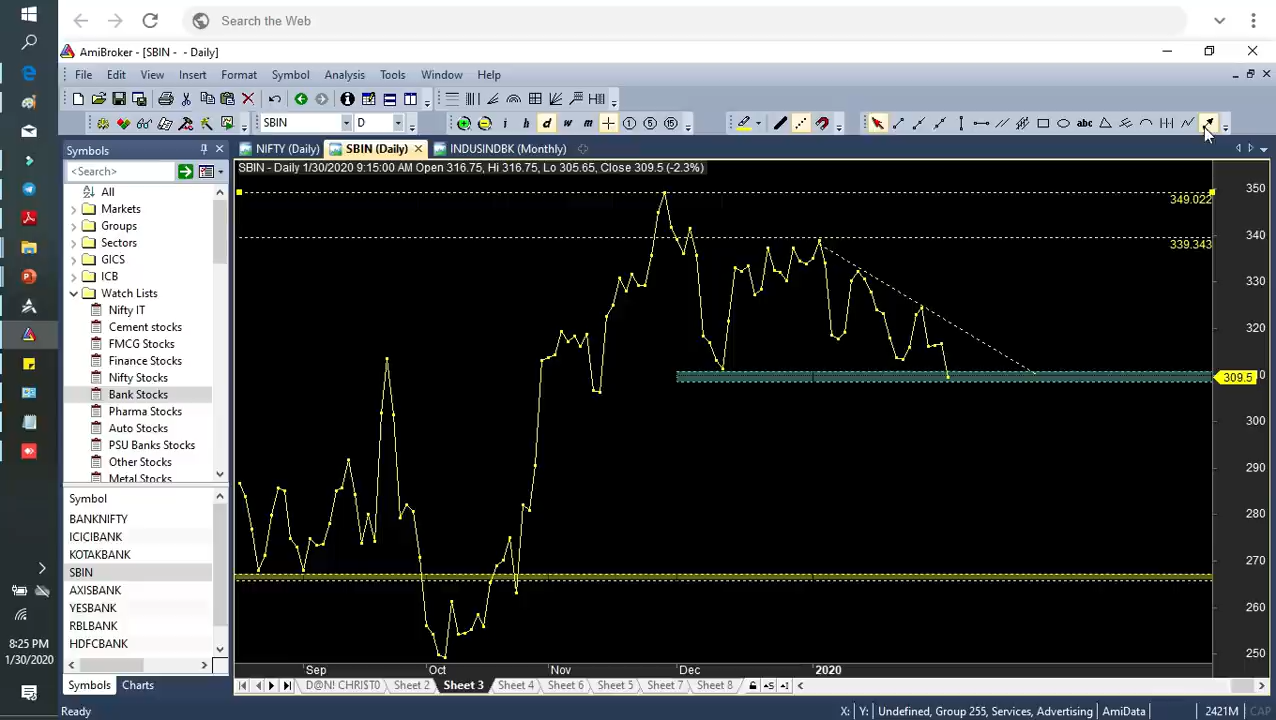 Search the Web
AmiBroker - [SBIN - - Daily]
File Edit View Insert Format Symbol Analysis Tools Window Help
SBIN D i h d w m 1 5 15 abc
Symbols
NIFTY (Daily) SBIN (Daily) INDUSINDBK (Monthly)
<Search>
SBIN - Daily 1/30/2020 9:15:00 AM Open 316.75, Hi 316.75, Lo 305.65, Close 309.5 (-2.3%)
All
Markets
Groups
Sectors
GICS
ICB
Watch Lists
Nifty IT
Cement stocks
FMCG Stocks
Finance Stocks
Nifty Stocks
Bank Stocks
Pharma Stocks
Auto Stocks
PSU Banks Stocks
Other Stocks
Metal Stocks
Symbol
BANKNIFTY
ICICIBANK
KOTAKBANK
SBIN
AXISBANK
YESBANK
RBLBANK
HDFCBANK
Symbols Charts
350
349.022
340
339.343
330
320
309.5
300
290
280
270
260
250
Sep Oct Nov Dec 2020
D@N! CHRI$T0 Sheet 2 Sheet 3 Sheet 4 Sheet 6 Sheet 5 Sheet 7 Sheet 8
8:25 PM
1/30/2020
Ready X: Y: Undefined, Group 255, Services, Advertising AmiData 2421M CAP